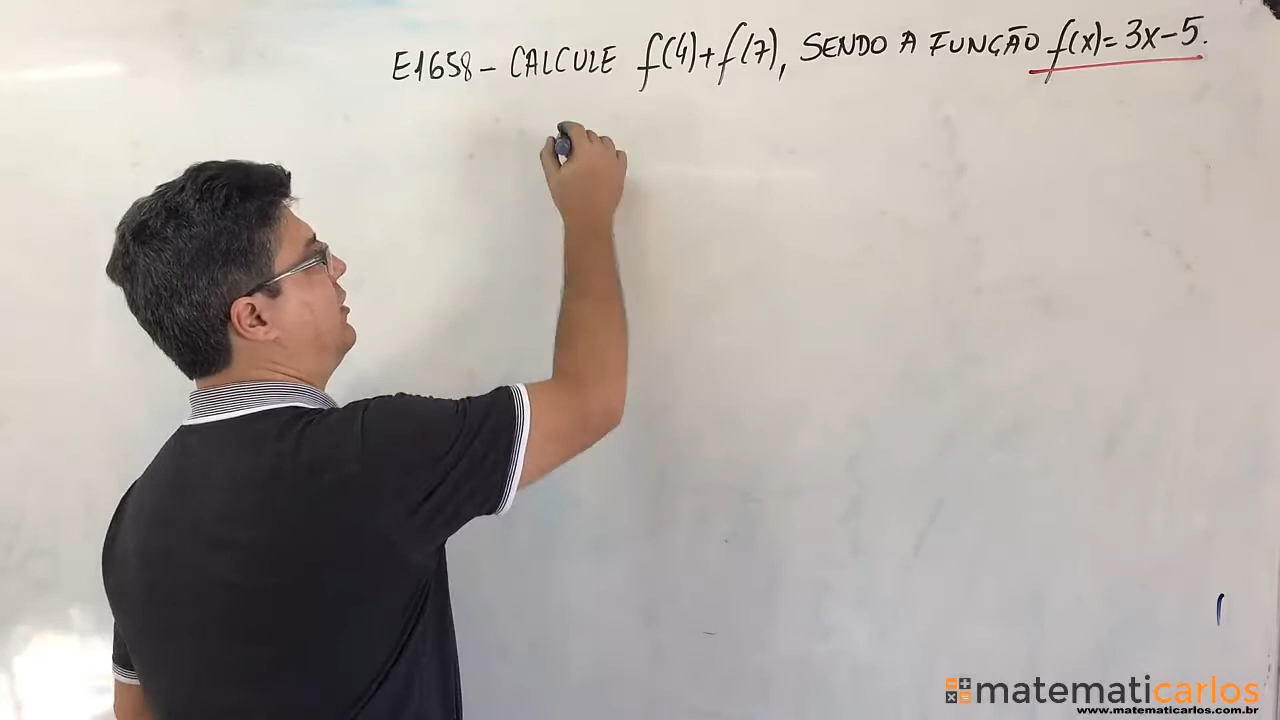 E1658 - CALCULE f(4)+f(7), SENDO A FUNÇÃO f(x)=3x-5.
matematicarlos
www.matematicarlos.com.br